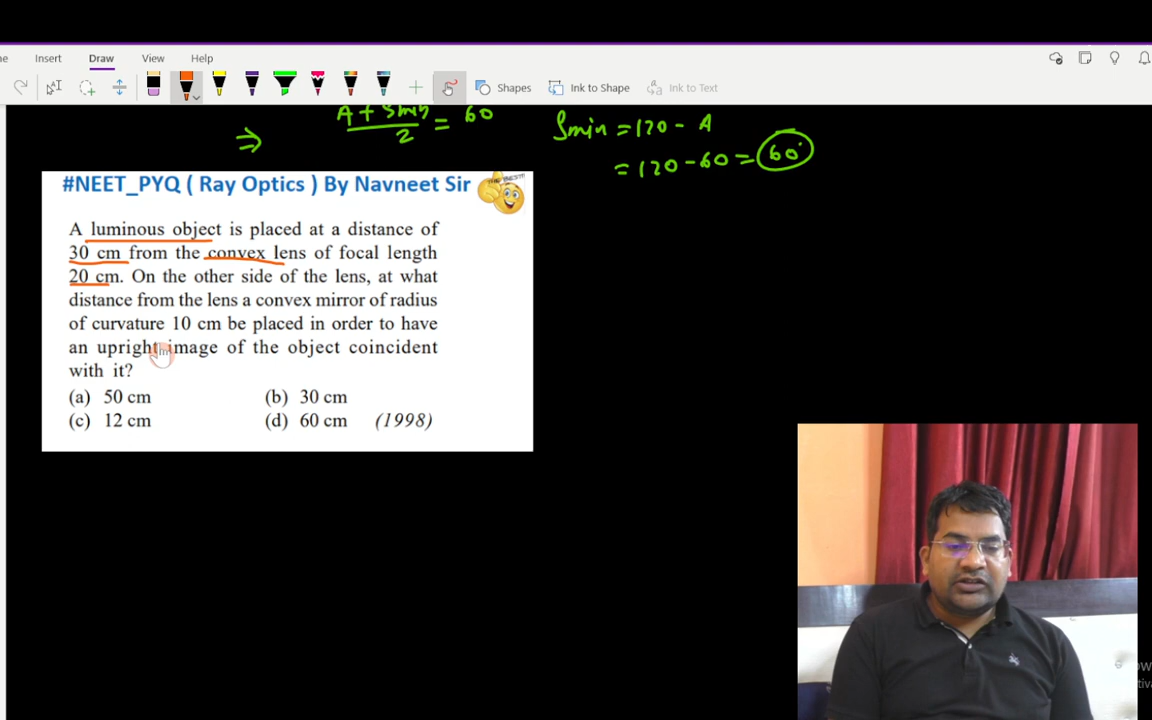 Insert Draw View Help
Shapes Ink to Shape Ink to Text
A + Smin / 2 = 60
⇒
Smin = 120 - A
= 120 - 60 = 60°
#NEET_PYQ ( Ray Optics ) By Navneet Sir
A luminous object is placed at a distance of
30 cm from the convex lens of focal length
20 cm. On the other side of the lens, at what
distance from the lens a convex mirror of radius
of curvature 10 cm be placed in order to have
an upright image of the object coincident
with it?
(a) 50 cm (b) 30 cm
(c) 12 cm (d) 60 cm (1998)